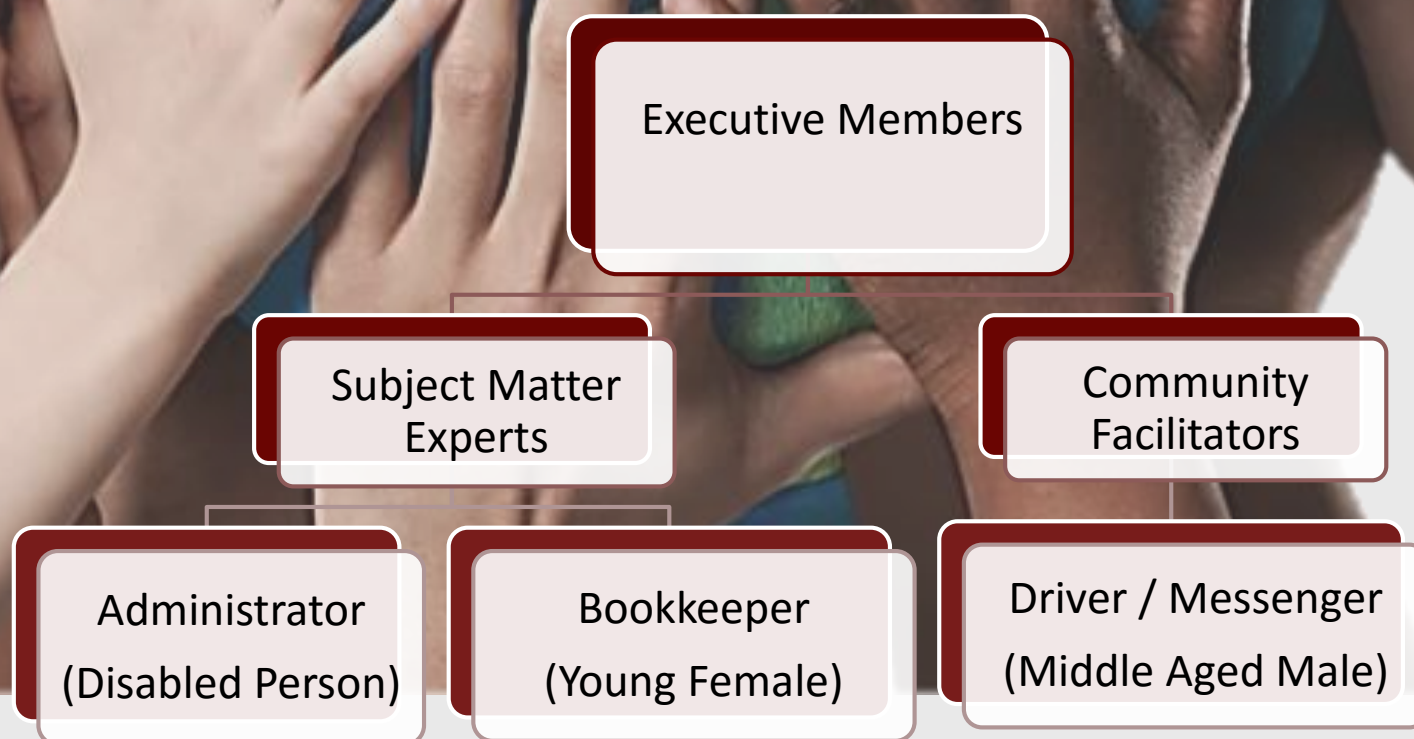 Executive Members
Subject Matter
Experts
Community
Facilitators
Administrator
(Disabled Person)
Bookkeeper
(Young Female)
Driver / Messenger
(Middle Aged Male)